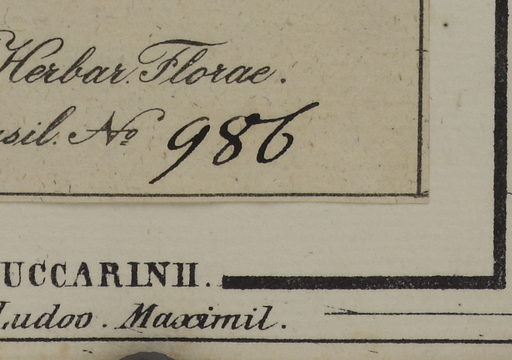 Herbar. Florae.
sil. No 986
UCCARINII.
Ludov. Maximil.